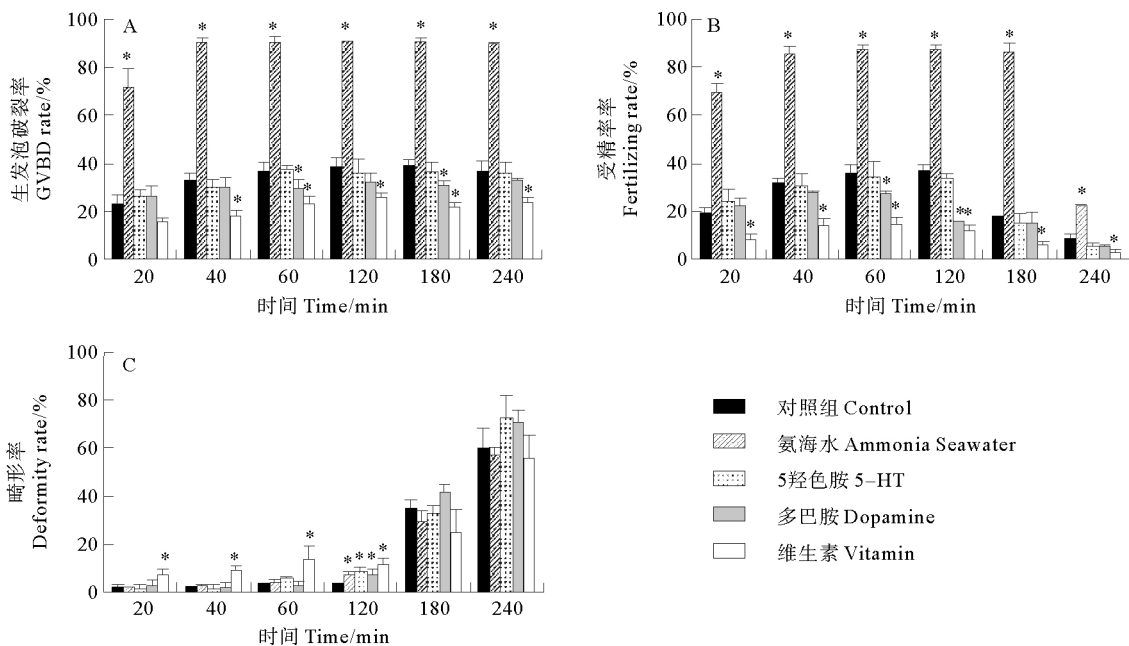 A
100
80
60
40
20
0
生发泡破裂率
GVBD rate/%
* * * * * *
* * * * * *
*
20 40 60 120 180 240
时间 Time/min
B
100
80
60
40
20
0
受精率率
Fertilizing rate/%
* * * * * *
* * * * ** * *
20 40 60 120 180 240
时间 Time/min
C
100
80
60
40
20
0
畸形率
Deformity rate/%
* * * * * * *
20 40 60 120 180 240
时间 Time/min
对照组 Control
氨海水 Ammonia Seawater
5羟色胺 5-HT
多巴胺 Dopamine
维生素 Vitamin